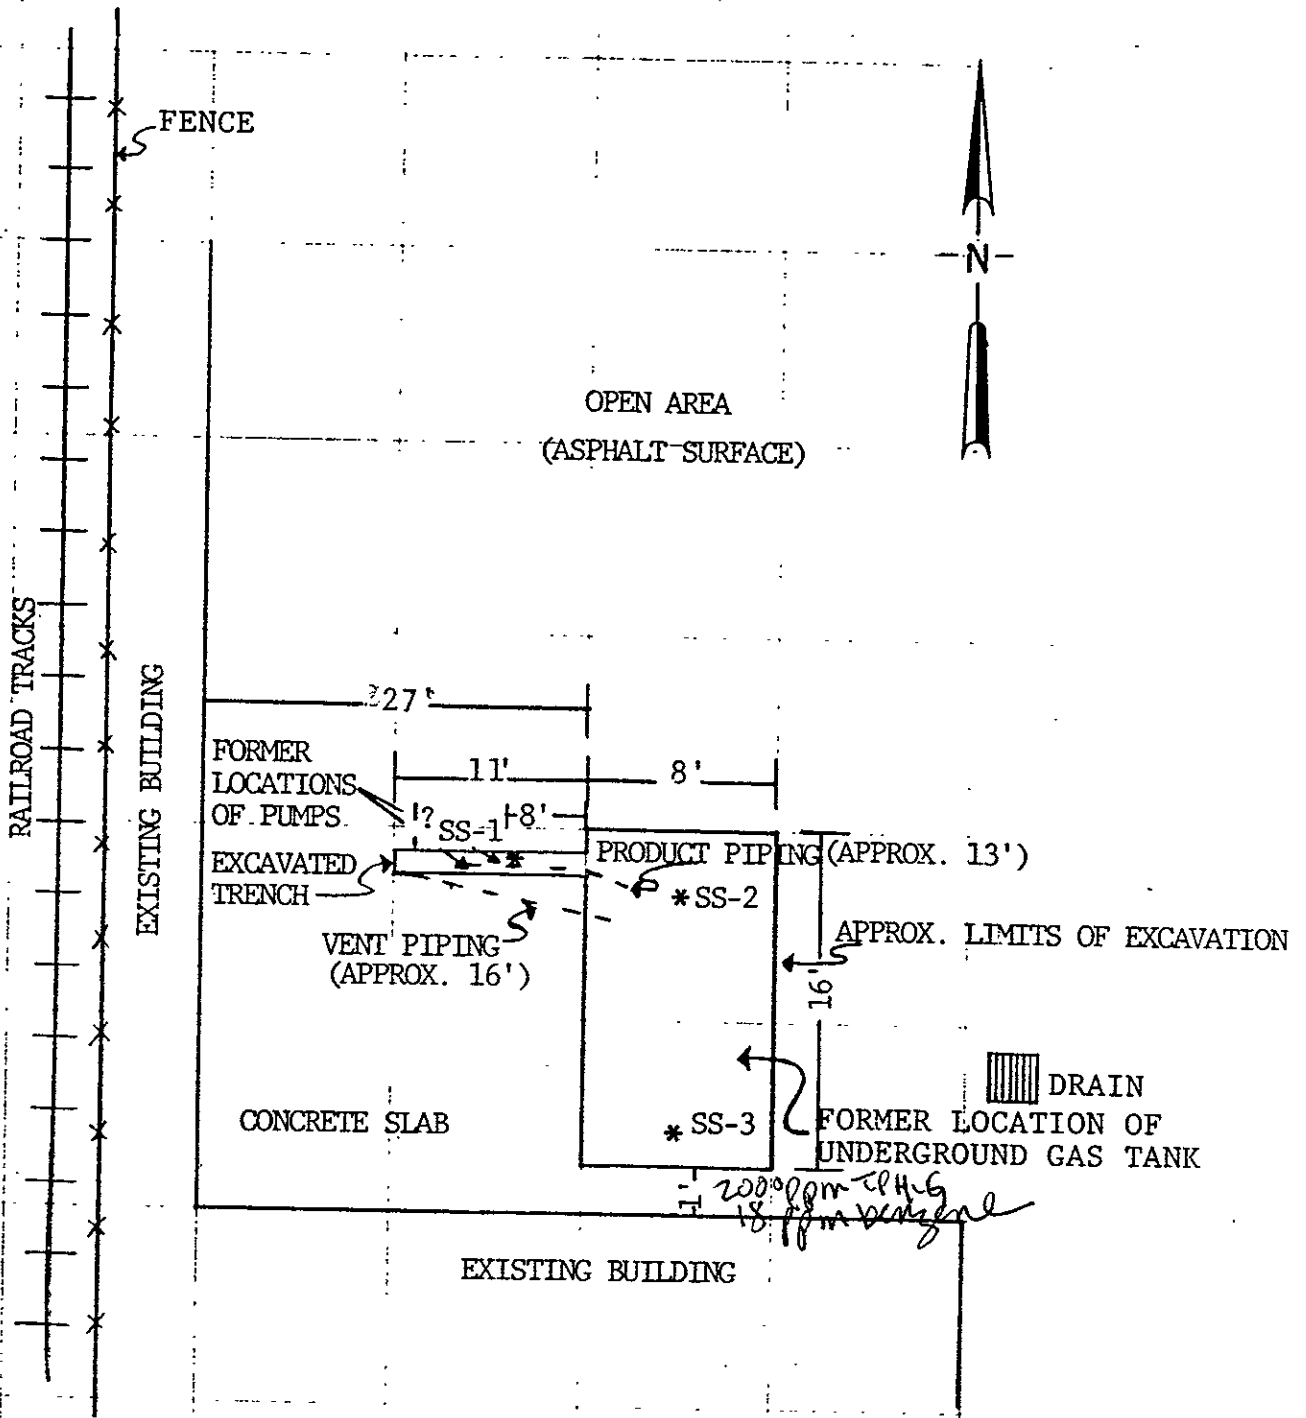 FENCE
N
OPEN AREA
(ASPHALT SURFACE)
RAILROAD TRACKS
EXISTING BUILDING
27'
FORMER
LOCATIONS
OF PUMPS
11'
8'
?
8'
SS-1
EXCAVATED
TRENCH
PRODUCT PIPING (APPROX. 13')
* SS-2
VENT PIPING
(APPROX. 16')
APPROX. LIMITS OF EXCAVATION
16'
DRAIN
CONCRETE SLAB
* SS-3
FORMER LOCATION OF
UNDERGROUND GAS TANK
1'
ppm TPH-G
18 ppm benzene
EXISTING BUILDING